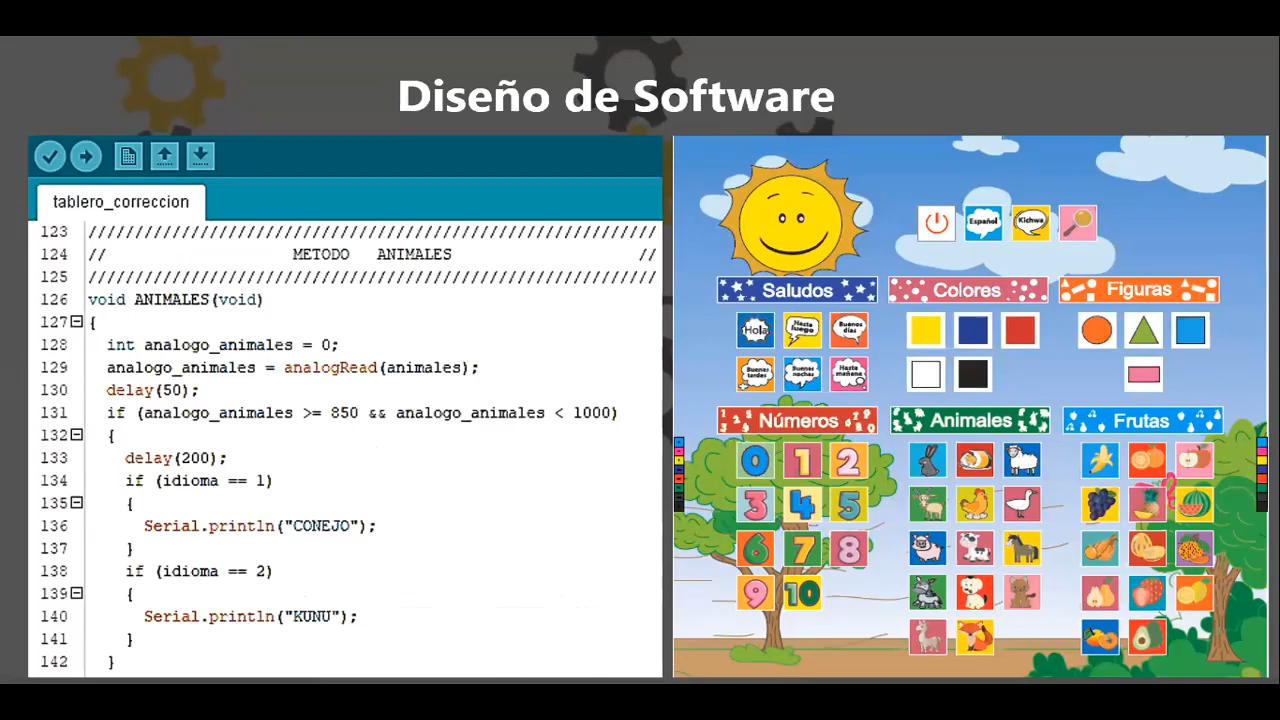 Diseño de Software
tablero_correccion
123 /////////////////////////////////////////////////////////////
124 // METODO ANIMALES //
125 /////////////////////////////////////////////////////////////
126 void ANIMALES(void)
127 {
128 int analogo_animales = 0;
129 analogo_animales = analogRead(animales);
130 delay(50);
131 if (analogo_animales >= 850 && analogo_animales < 1000)
132 {
133 delay(200);
134 if (idioma == 1)
135 {
136 Serial.println("CONEJO");
137 }
138 if (idioma == 2)
139 {
140 Serial.println("KUNU");
141 }
142 }
Español Kichwa
Saludos Colores Figuras
Hola Hasta luego Buenos días
Buenas tardes Buenas noches Hasta mañana
Números Animales Frutas
0 1 2
3 4 5
6 7 8
9 10